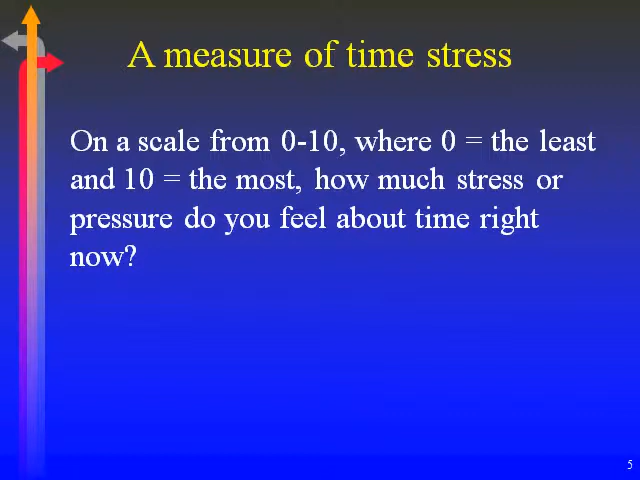 A measure of time stress
On a scale from 0-10, where 0 = the least
and 10 = the most, how much stress or
pressure do you feel about time right
now?
5